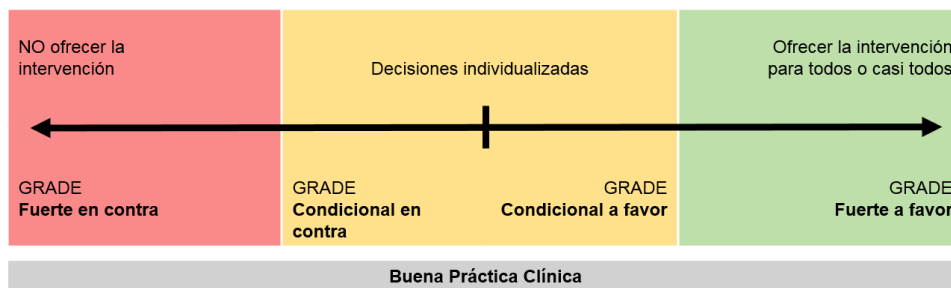 NO ofrecer la
intervención
Decisiones individualizadas
Ofrecer la intervención
para todos o casi todos
GRADE
Fuerte en contra
GRADE
Condicional en
contra
GRADE
Condicional a favor
GRADE
Fuerte a favor
Buena Práctica Clínica